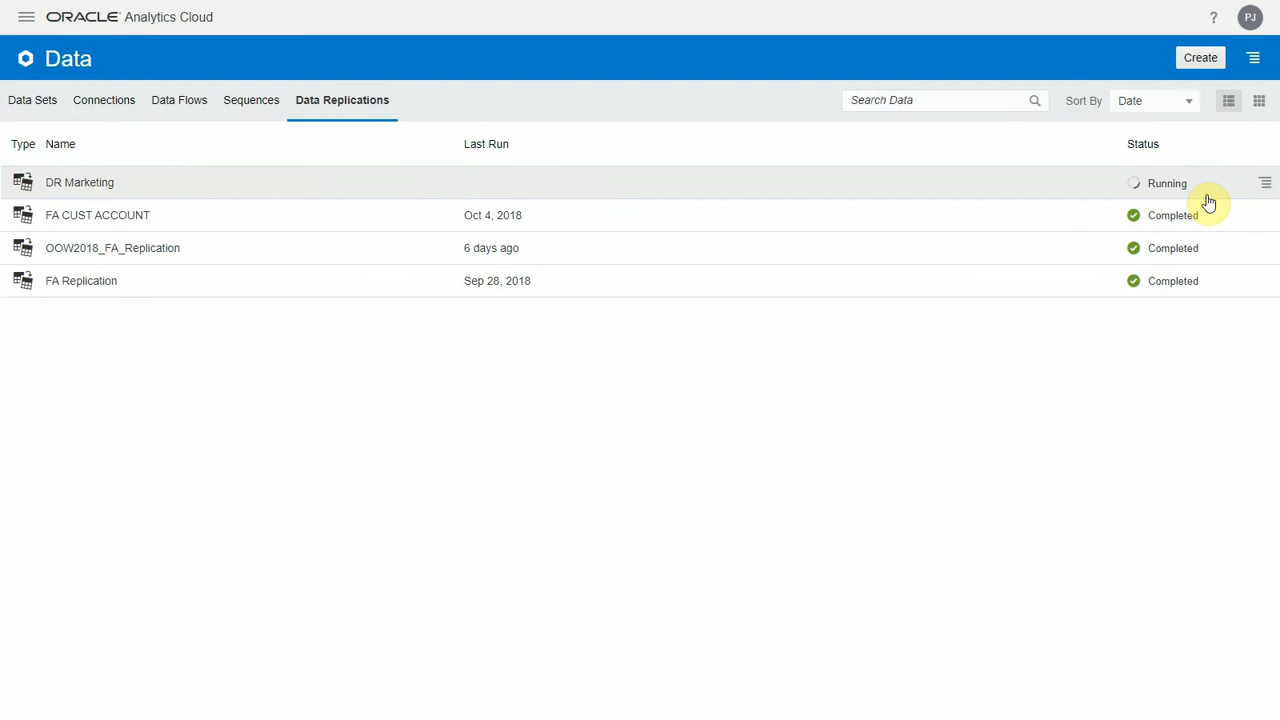 ORACLE Analytics Cloud ? PJ
Data Create
Data Sets Connections Data Flows Sequences Data Replications Search Data Sort By Date
Type Name Last Run Status
DR Marketing Running
FA CUST ACCOUNT Oct 4, 2018 Completed
OOW2018_FA_Replication 6 days ago Completed
FA Replication Sep 28, 2018 Completed